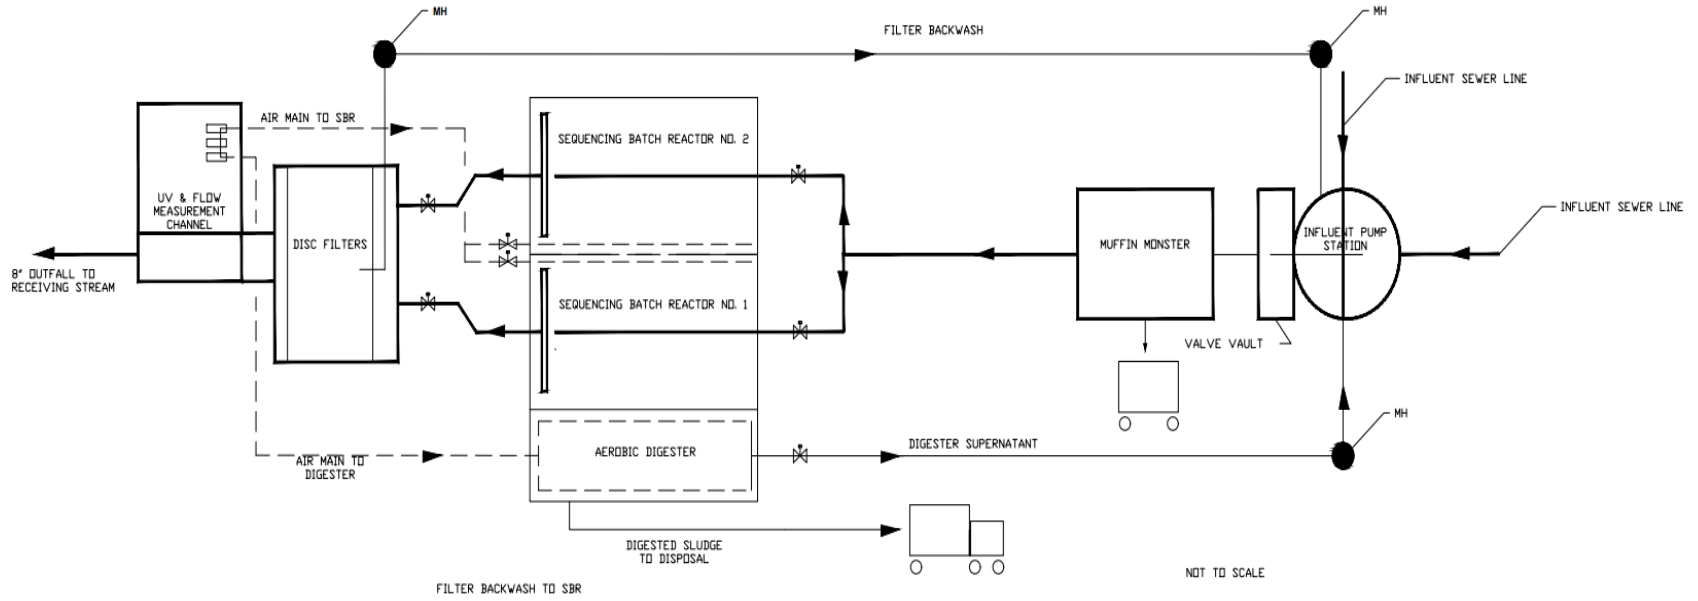 MH
MH
FILTER BACKWASH
INFLUENT SEWER LINE
AIR MAIN TO SBR
SEQUENCING BATCH REACTOR NO. 2
UV & FLOW
MEASUREMENT
CHANNEL
DISC FILTERS
MUFFIN MONSTER
INFLUENT PUMP
STATION
INFLUENT SEWER LINE
8" OUTFALL TO
RECEIVING STREAM
SEQUENCING BATCH REACTOR NO. 1
VALVE VAULT
MH
AIR MAIN TO
DIGESTER
AEROBIC DIGESTER
DIGESTER SUPERNATANT
DIGESTED SLUDGE
TO DISPOSAL
NOT TO SCALE
FILTER BACKWASH TO SBR